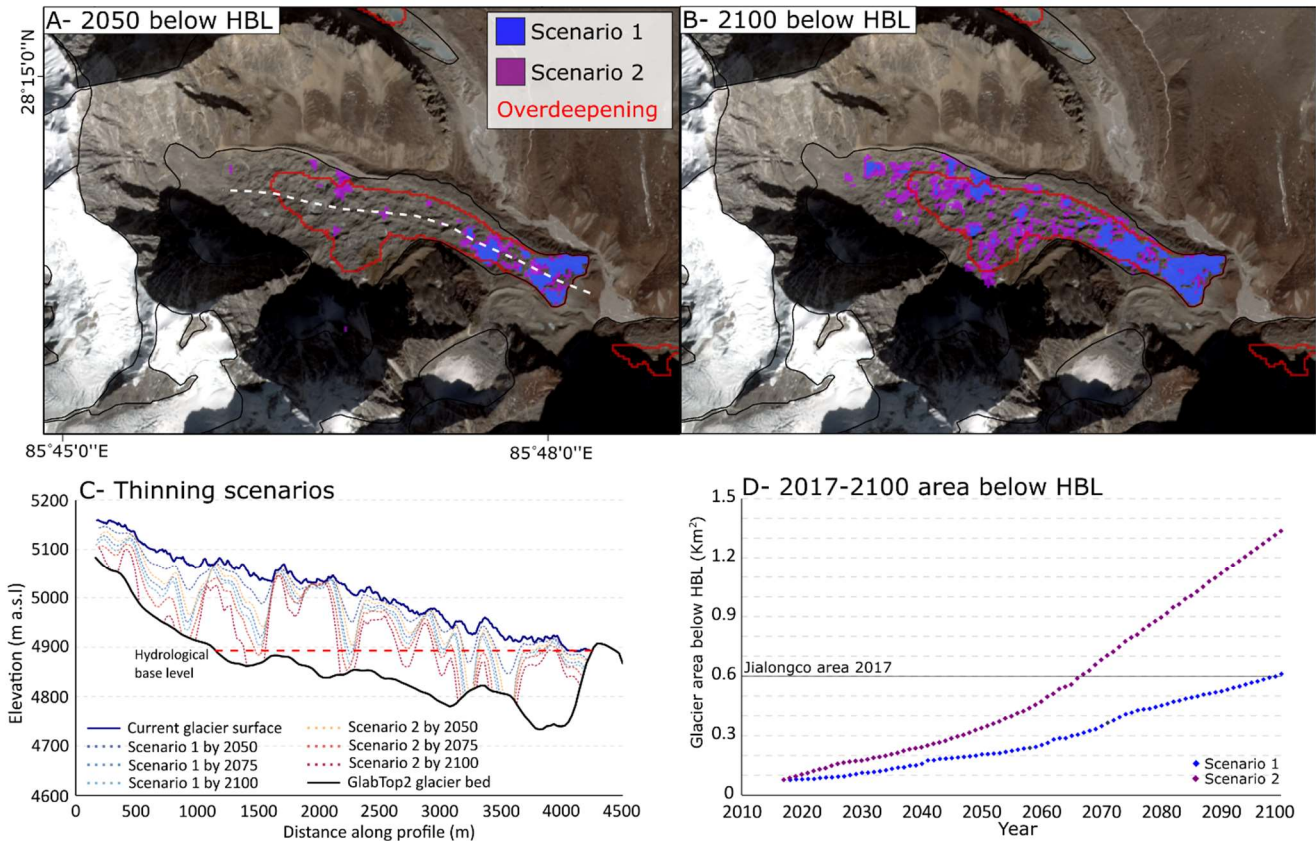 A- 2050 below HBL
Scenario 1
Scenario 2
Overdeepening
B- 2100 below HBL
28°15'0''N
85°45'0''E
85°48'0''E
C- Thinning scenarios
5200
5100
5000
4900
4800
4700
4600
Elevation (m a.s.l)
Hydrological
base level
Current glacier surface
Scenario 1 by 2050
Scenario 1 by 2075
Scenario 1 by 2100
Scenario 2 by 2050
Scenario 2 by 2075
Scenario 2 by 2100
GlabTop2 glacier bed
0 500 1000 1500 2000 2500 3000 3500 4000 4500
Distance along profile (m)
D- 2017-2100 area below HBL
1.5
1.2
0.9
0.6
0.3
0
Glacier area below HBL (Km²)
Jialongco area 2017
Scenario 1
Scenario 2
2010 2020 2030 2040 2050 2060 2070 2080 2090 2100
Year